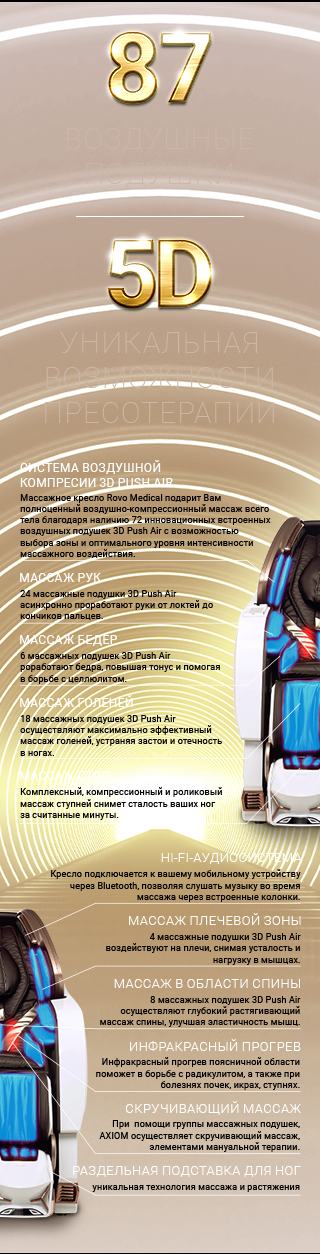 87
ВОЗДУШНЫЕ
ПОДУШКИ
5D
УНИКАЛЬНАЯ
ВОЗМОЖНОСТИ
ПРЕСОТЕРАПИИ
СИСТЕМА ВОЗДУШНОЙ
КОМПРЕСИИ 3D PUSH AIR
Массажное кресло Rovo Medical подарит Вам
полноценный воздушно-компрессионный массаж всего
тела благодаря наличию 72 инновационных встроенных
воздушных подушек 3D Push Air с возможностью
выбора зоны и оптимального уровня интенсивности
массажного воздействия.
МАССАЖ РУК
24 массажные подушки 3D Push Air
асинхронно проработают руки от локтей до
кончиков пальцев.
МАССАЖ БЕДЕР
6 массажных подушек 3D Push Air
роработают бедра, повышая тонус и помогая
в борьбе с целлюлитом.
МАССАЖ ГОЛЕНЕЙ
18 массажных подушек 3D Push Air
осуществляют максимально эффективный
массаж голеней, устраняя застои и отечность
в ногах.
Комплексный, компрессионный и роликовый
массаж ступней снимет сталость ваших ног
за считанные минуты.
HI-FI-АУДИОСИСТЕМА
Кресло подключается к вашему мобильному устройству
через Bluetooth, позволяя слушать музыку во время
массажа через встроенные колонки.
МАССАЖ ПЛЕЧЕВОЙ ЗОНЫ
4 массажные подушки 3D Push Air
воздействуют на плечи, снимая усталость и
нагрузку в мышцах.
МАССАЖ В ОБЛАСТИ СПИНЫ
8 массажных подушек 3D Push Air
осуществляют глубокий растягивающий
массаж спины, улучшая эластичность мышц.
ИНФРАКРАСНЫЙ ПРОГРЕВ
Инфракрасный прогрев поясничной области
поможет в борьбе с радикулитом, а также при
болезнях почек, икрах, ступнях.
СКРУЧИВАЮЩИЙ МАССАЖ
При помощи группы массажных подушек,
AXIOM осуществляет скручивающий массаж,
элементами мануальной терапии.
РАЗДЕЛЬНАЯ ПОДСТАВКА ДЛЯ НОГ
уникальная технология массажа и растяжения